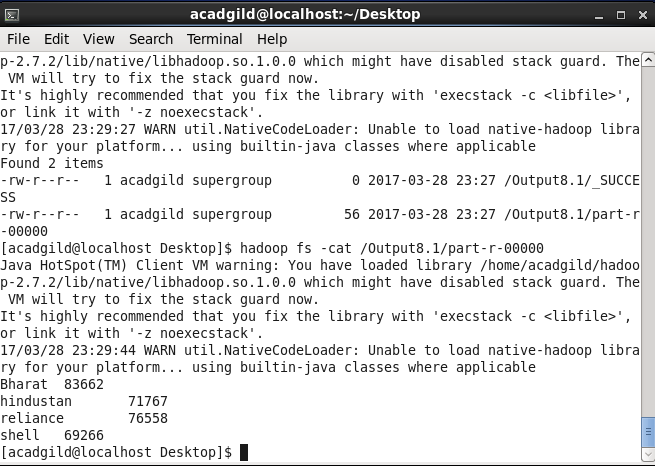 acadgild@localhost:~/Desktop
File Edit View Search Terminal Help
p-2.7.2/lib/native/libhadoop.so.1.0.0 which might have disabled stack guard. The
 VM will try to fix the stack guard now.
It's highly recommended that you fix the library with 'execstack -c <libfile>',
or link it with '-z noexecstack'.
17/03/28 23:29:27 WARN util.NativeCodeLoader: Unable to load native-hadoop libra
ry for your platform... using builtin-java classes where applicable
Found 2 items
-rw-r--r--   1 acadgild supergroup          0 2017-03-28 23:27 /Output8.1/_SUCCE
SS
-rw-r--r--   1 acadgild supergroup         56 2017-03-28 23:27 /Output8.1/part-r
-00000
[acadgild@localhost Desktop]$ hadoop fs -cat /Output8.1/part-r-00000
Java HotSpot(TM) Client VM warning: You have loaded library /home/acadgild/hadoo
p-2.7.2/lib/native/libhadoop.so.1.0.0 which might have disabled stack guard. The
 VM will try to fix the stack guard now.
It's highly recommended that you fix the library with 'execstack -c <libfile>',
or link it with '-z noexecstack'.
17/03/28 23:29:44 WARN util.NativeCodeLoader: Unable to load native-hadoop libra
ry for your platform... using builtin-java classes where applicable
Bharat  83662
hindustan       71767
reliance        76558
shell   69266
[acadgild@localhost Desktop]$